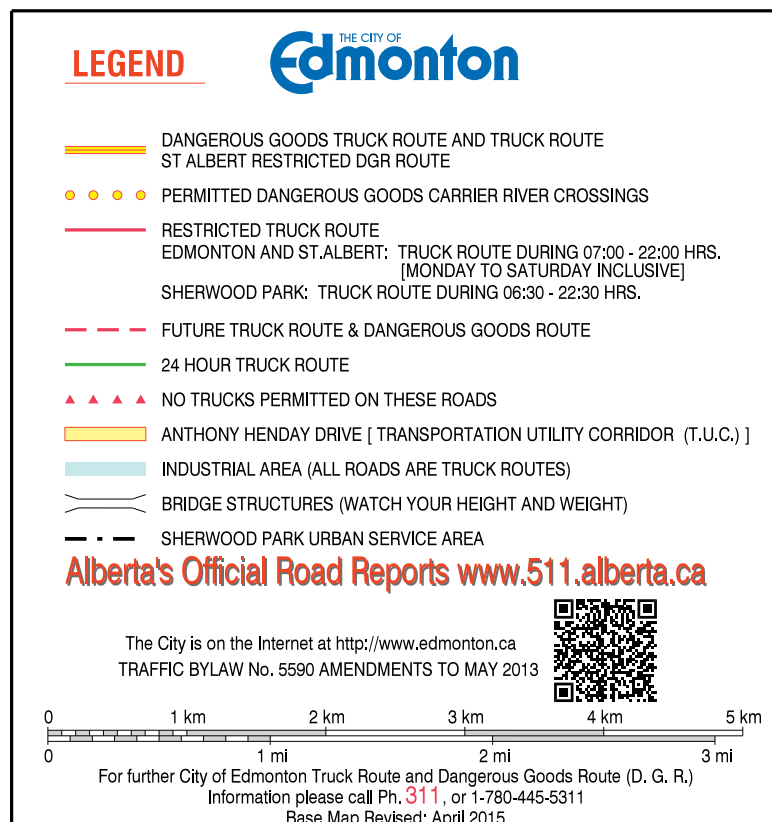 LEGEND
THE CITY OF
Edmonton
DANGEROUS GOODS TRUCK ROUTE AND TRUCK ROUTE
ST ALBERT RESTRICTED DGR ROUTE
PERMITTED DANGEROUS GOODS CARRIER RIVER CROSSINGS
RESTRICTED TRUCK ROUTE
EDMONTON AND ST.ALBERT: TRUCK ROUTE DURING 07:00 - 22:00 HRS.
[MONDAY TO SATURDAY INCLUSIVE]
SHERWOOD PARK: TRUCK ROUTE DURING 06:30 - 22:30 HRS.
FUTURE TRUCK ROUTE & DANGEROUS GOODS ROUTE
24 HOUR TRUCK ROUTE
NO TRUCKS PERMITTED ON THESE ROADS
ANTHONY HENDAY DRIVE [ TRANSPORTATION UTILITY CORRIDOR (T.U.C.) ]
INDUSTRIAL AREA (ALL ROADS ARE TRUCK ROUTES)
BRIDGE STRUCTURES (WATCH YOUR HEIGHT AND WEIGHT)
SHERWOOD PARK URBAN SERVICE AREA
Alberta's Official Road Reports www.511.alberta.ca
The City is on the Internet at http://www.edmonton.ca
TRAFFIC BYLAW No. 5590 AMENDMENTS TO MAY 2013
0 1 km 2 km 3 km 4 km 5 km
0 1 mi 2 mi 3 mi
For further City of Edmonton Truck Route and Dangerous Goods Route (D. G. R.)
Information please call Ph. 311, or 1-780-445-5311
Base Map Revised: April 2015